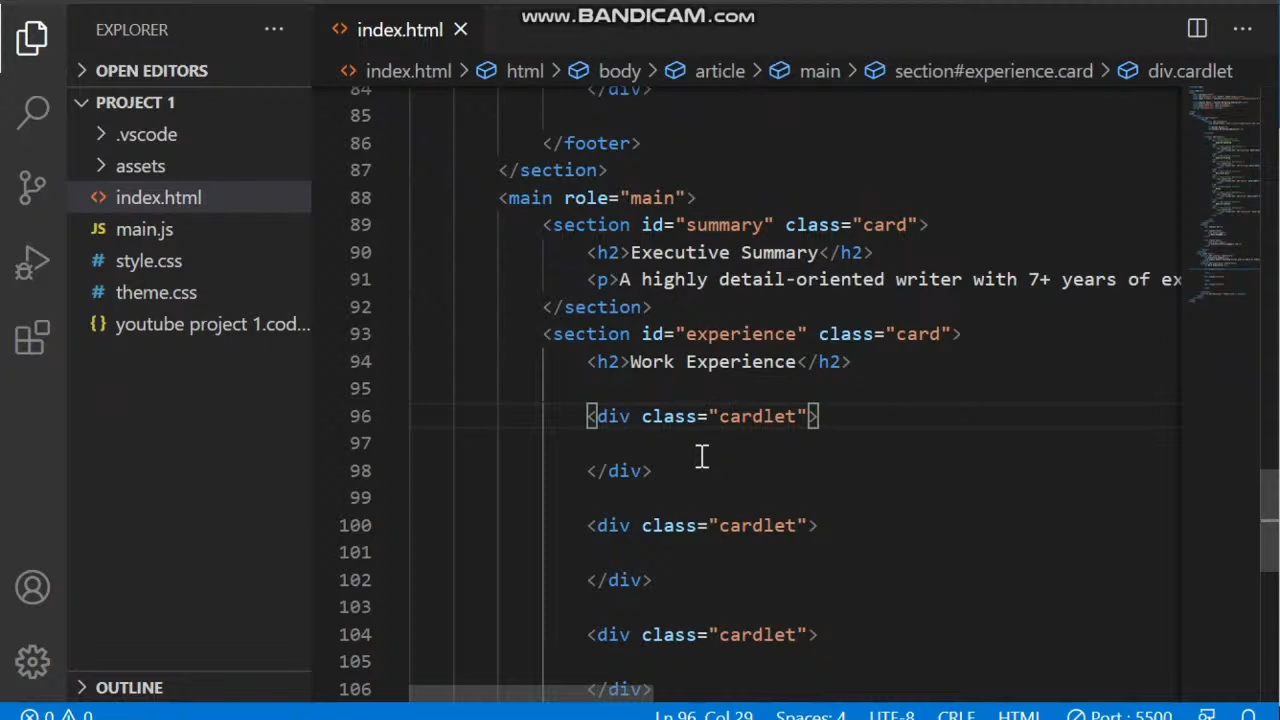 www.BANDICAM.com
EXPLORER
index.html
OPEN EDITORS
index.html > html > body > article > main > section#experience.card > div.cardlet
PROJECT 1
.vscode
assets
index.html
JS main.js
# style.css
# theme.css
{} youtube project 1.cod...
OUTLINE
84 </div>
85
86 </footer>
87 </section>
88 <main role="main">
89 <section id="summary" class="card">
90 <h2>Executive Summary</h2>
91 <p>A highly detail-oriented writer with 7+ years of ex
92 </section>
93 <section id="experience" class="card">
94 <h2>Work Experience</h2>
95
96 <div class="cardlet">
97
98 </div>
99
100 <div class="cardlet">
101
102 </div>
103
104 <div class="cardlet">
105
106 </div>
0 0 Ln 96, Col 29 Spaces: 4 UTF-8 CRLF HTML Port : 5500